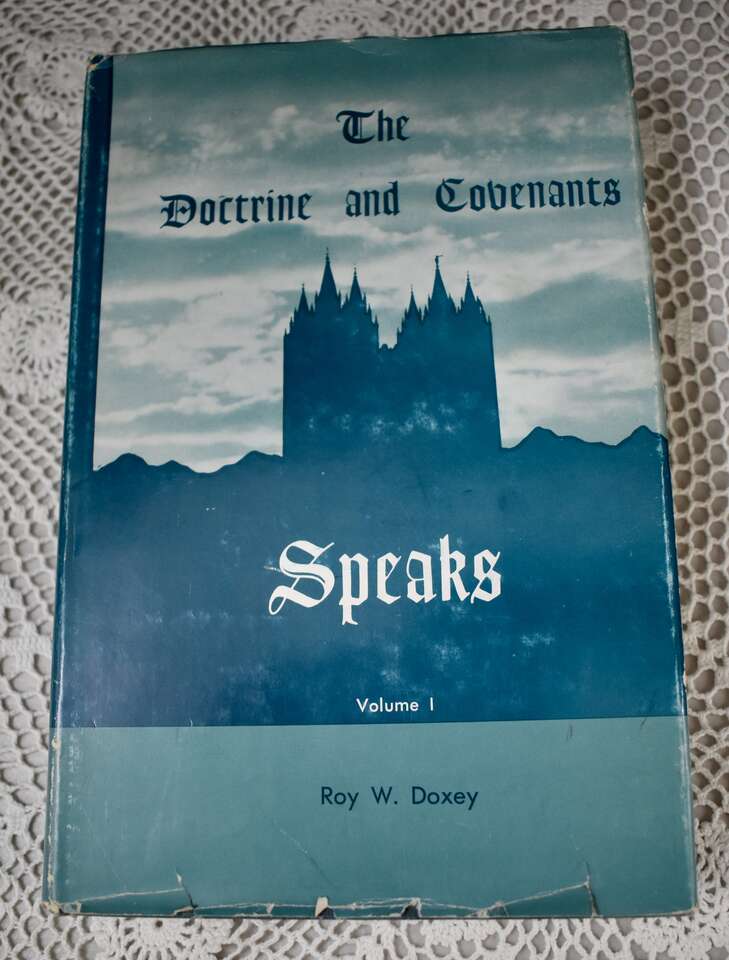 The
Doctrine and Covenants
Speaks
Volume I
Roy W. Doxey